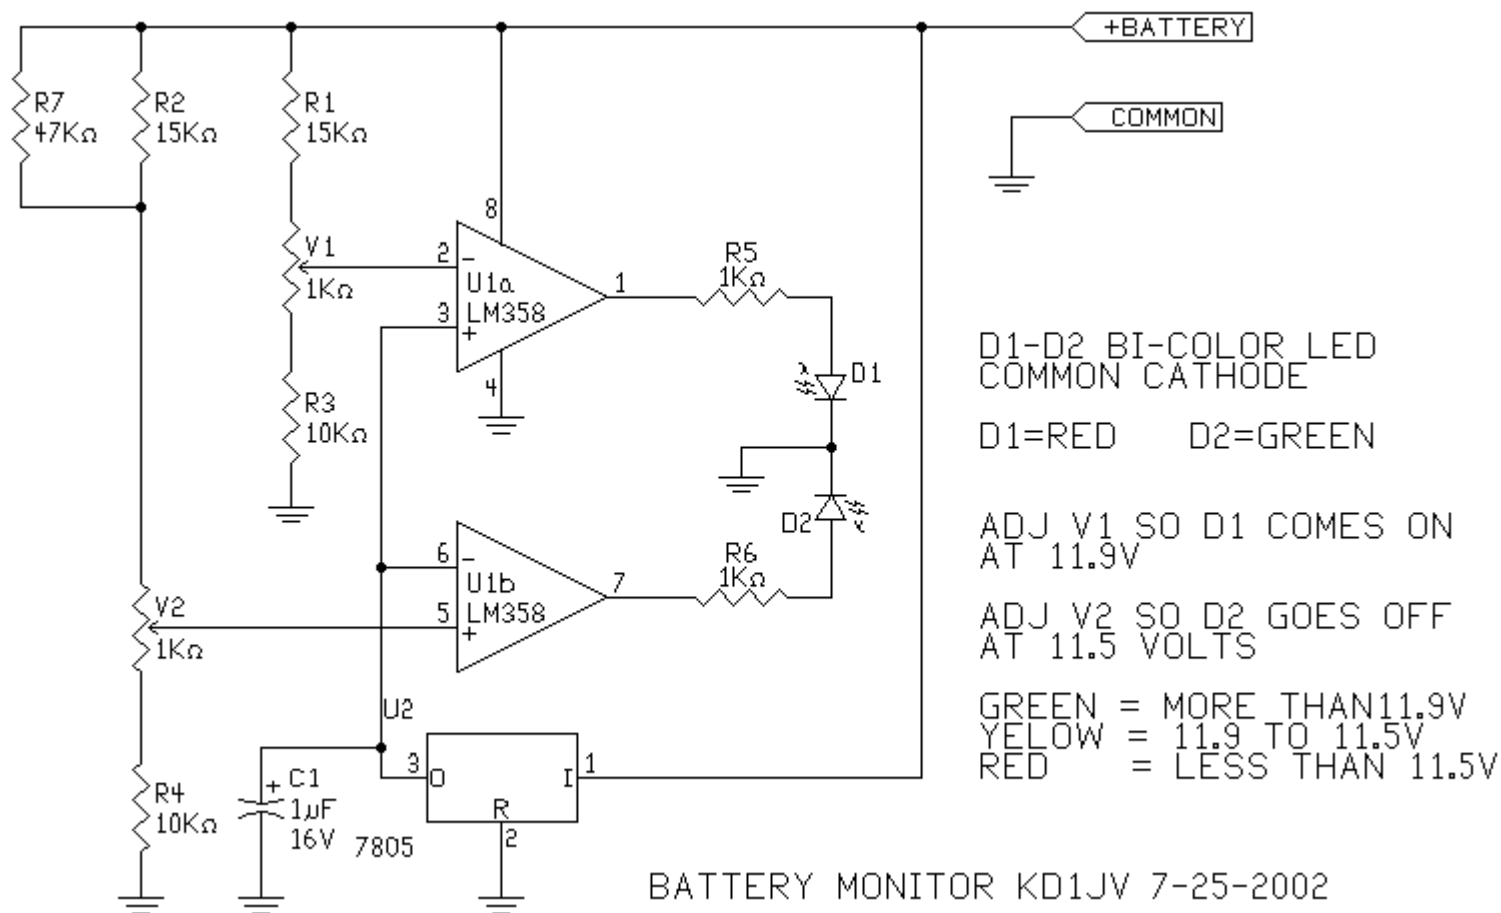 +BATTERY
COMMON
R7
47KΩ
R2
15KΩ
R1
15KΩ
V1
1KΩ
R3
10KΩ
8
2
-
U1a
LM358
3
+
1
4
R5
1KΩ
D1
D2
6
-
U1b
LM358
5
+
7
R6
1KΩ
V2
1KΩ
R4
10KΩ
U2
3
O
I
1
R
2
7805
+
C1
1µF
16V
D1-D2 BI-COLOR LED
COMMON CATHODE
D1=RED D2=GREEN
ADJ V1 SO D1 COMES ON
AT 11.9V
ADJ V2 SO D2 GOES OFF
AT 11.5 VOLTS
GREEN = MORE THAN11.9V
YELOW = 11.9 TO 11.5V
RED = LESS THAN 11.5V
BATTERY MONITOR KD1JV 7-25-2002